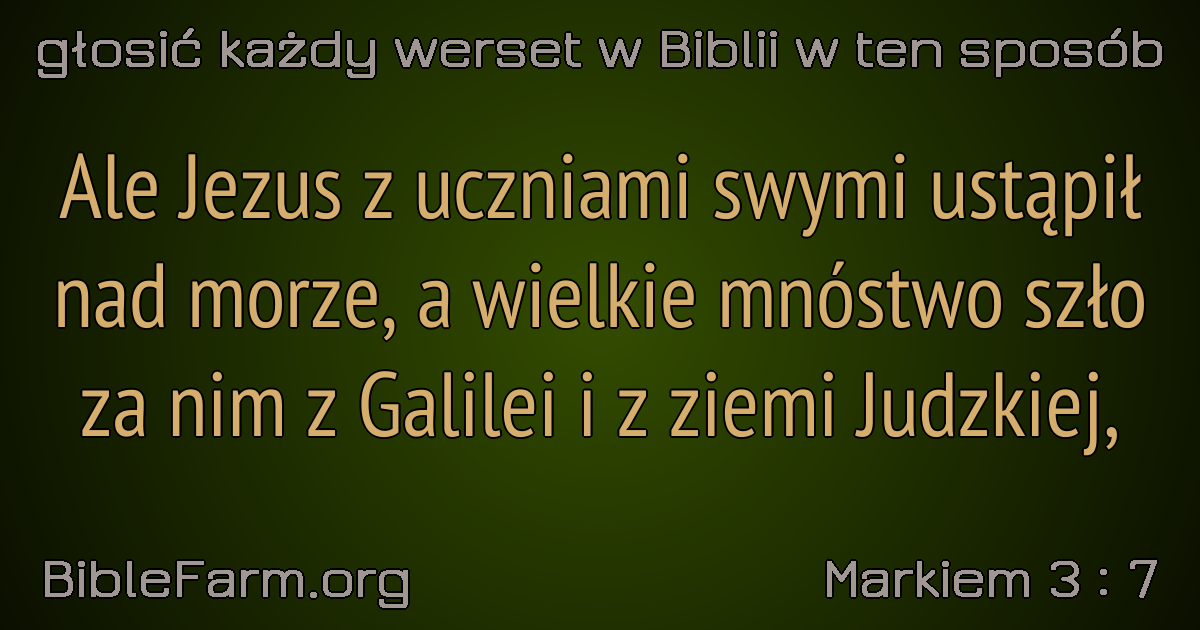 głosić każdy werset w Biblii w ten sposób
Ale Jezus z uczniami swymi ustąpił
nad morze, a wielkie mnóstwo szło
za nim z Galilei i z ziemi Judzkiej,
BibleFarm.org
Markiem 3 : 7